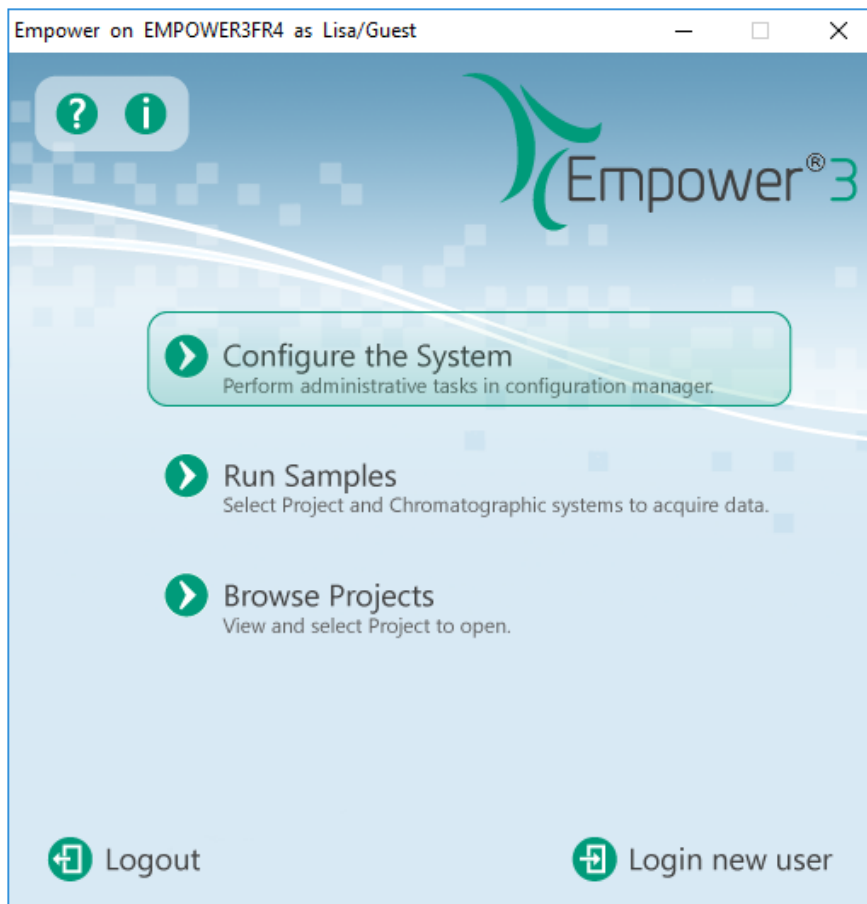 Empower on EMPOWER3FR4 as Lisa/Guest
? i
Empower®3
Configure the System
Perform administrative tasks in configuration manager.
Run Samples
Select Project and Chromatographic systems to acquire data.
Browse Projects
View and select Project to open.
Logout
Login new user